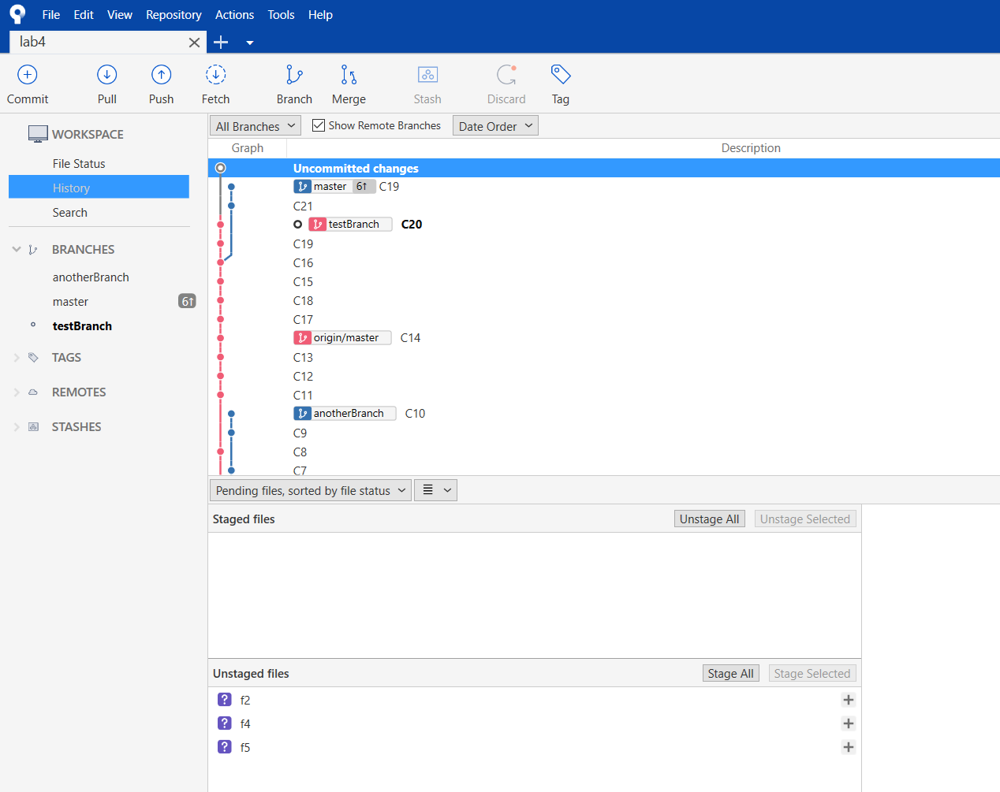 File Edit View Repository Actions Tools Help
lab4
Commit Pull Push Fetch Branch Merge Stash Discard Tag
WORKSPACE
File Status
History
Search
BRANCHES
anotherBranch
master 6↑
testBranch
TAGS
REMOTES
STASHES
All Branches Show Remote Branches Date Order
Graph Description
Uncommitted changes
master 6↑ C19
C21
testBranch C20
C19
C16
C15
C18
C17
origin/master C14
C13
C12
C11
anotherBranch C10
C9
C8
C7
Pending files, sorted by file status
Staged files Unstage All Unstage Selected
Unstaged files Stage All Stage Selected
? f2
? f4
? f5